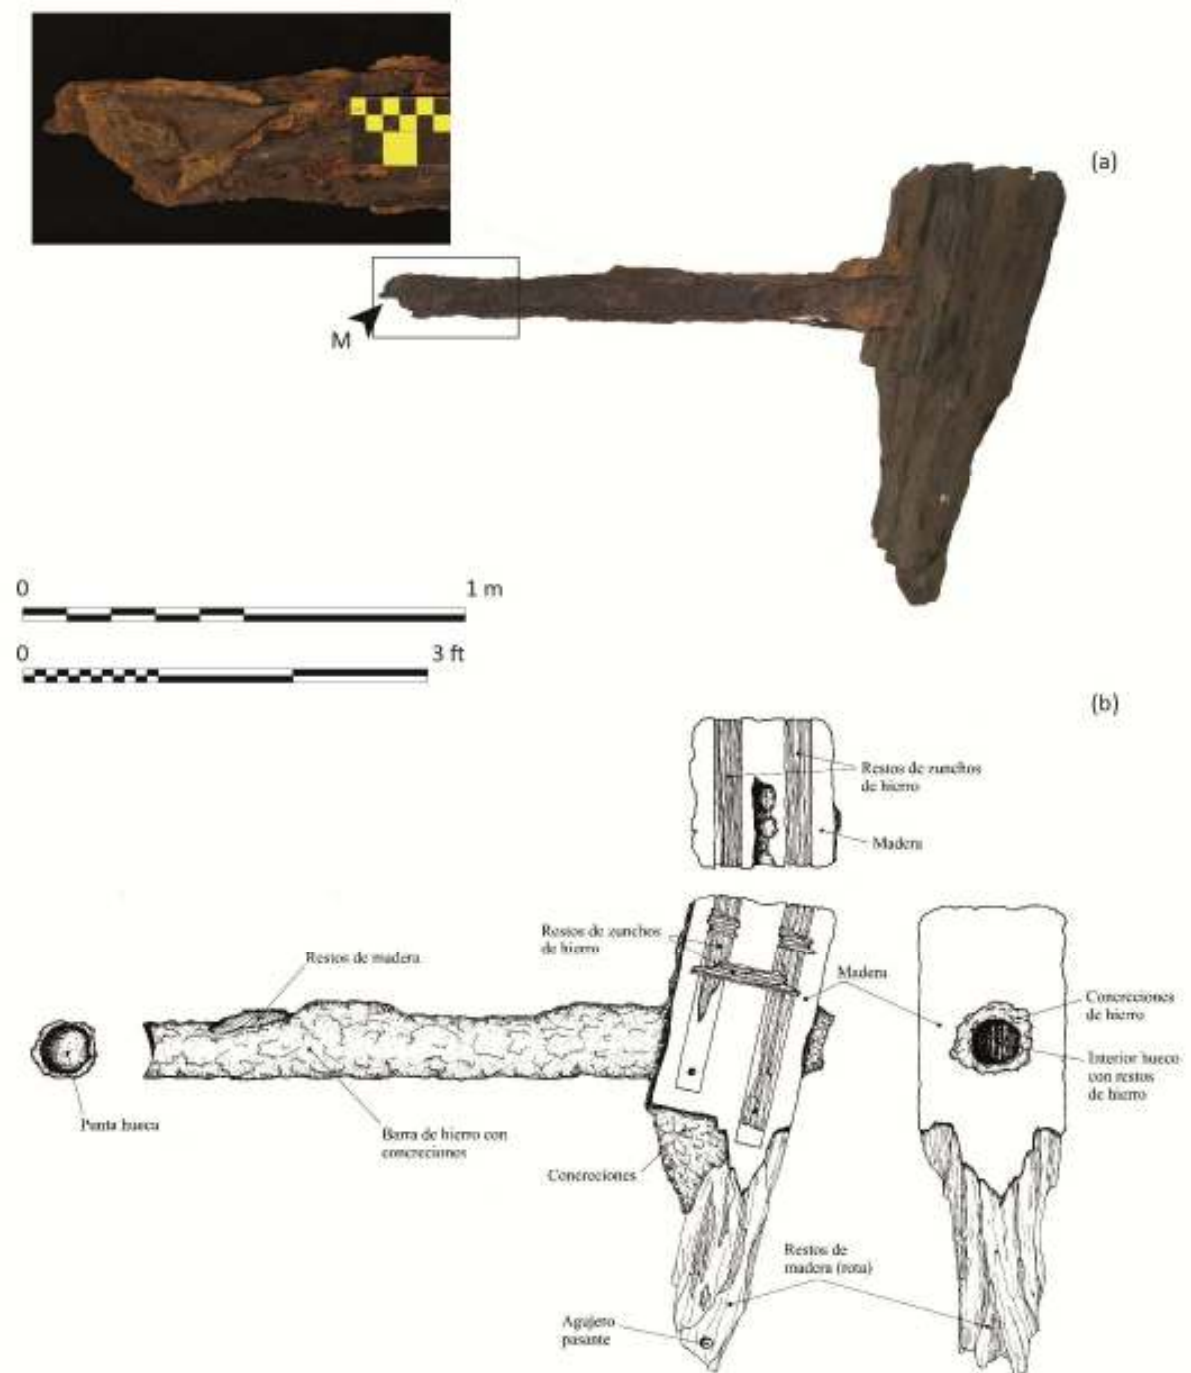 (a)
M
0 1 m
0 3 ft
(b)
Restos de zunchos
de hierro
Madera
Restos de zunchos
de hierro
Restos de madera
Madera
Concreciones
de hierro
Interior hueco
con restos
de hierro
Punta hueca
Barra de hierro con
concreciones
Concreciones
Restos de
madera (rota)
Agujero
pasante